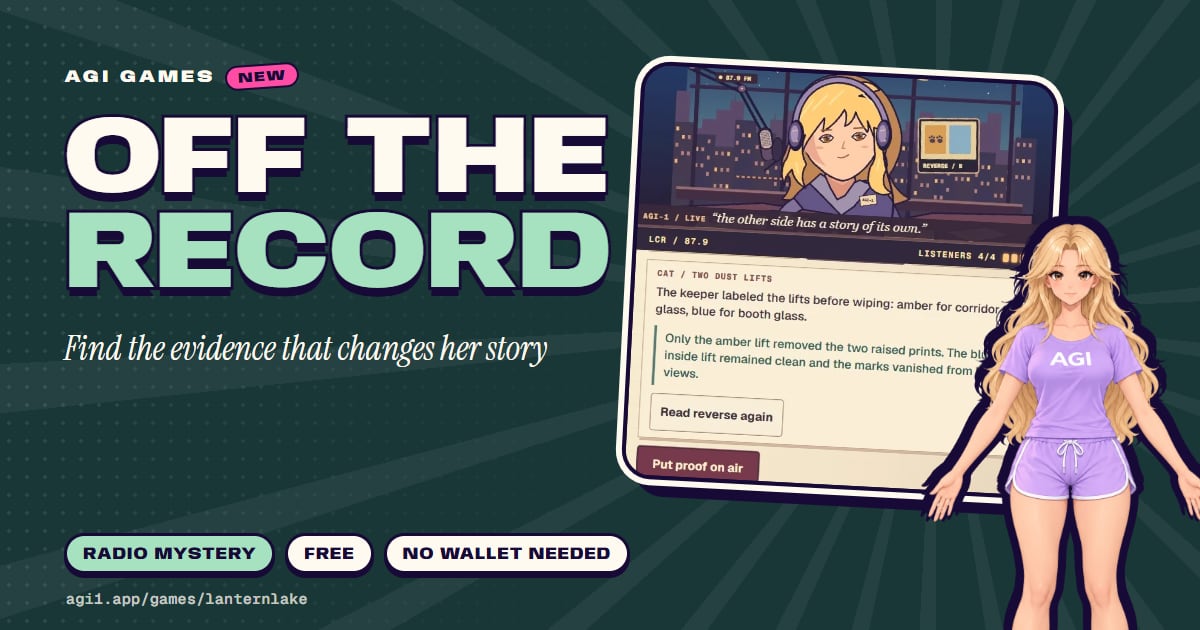 AGI GAMES NEW
OFF THE
RECORD
Find the evidence that changes her story
RADIO MYSTERY
FREE
NO WALLET NEEDED
agi1.app/games/lanternlake
87.9 FM
REVERSE / B
AGI-1
AGI-1 / LIVE "the other side has a story of its own."
LCR / 87.9
LISTENERS 4/4
CAT / TWO DUST LIFTS
The keeper labeled the lifts before wiping: amber for corridor
glass, blue for booth glass.
Only the amber lift removed the two raised prints. The
inside lift remained clean and the marks vanished from
views.
Read reverse again
Put proof on air
AGI